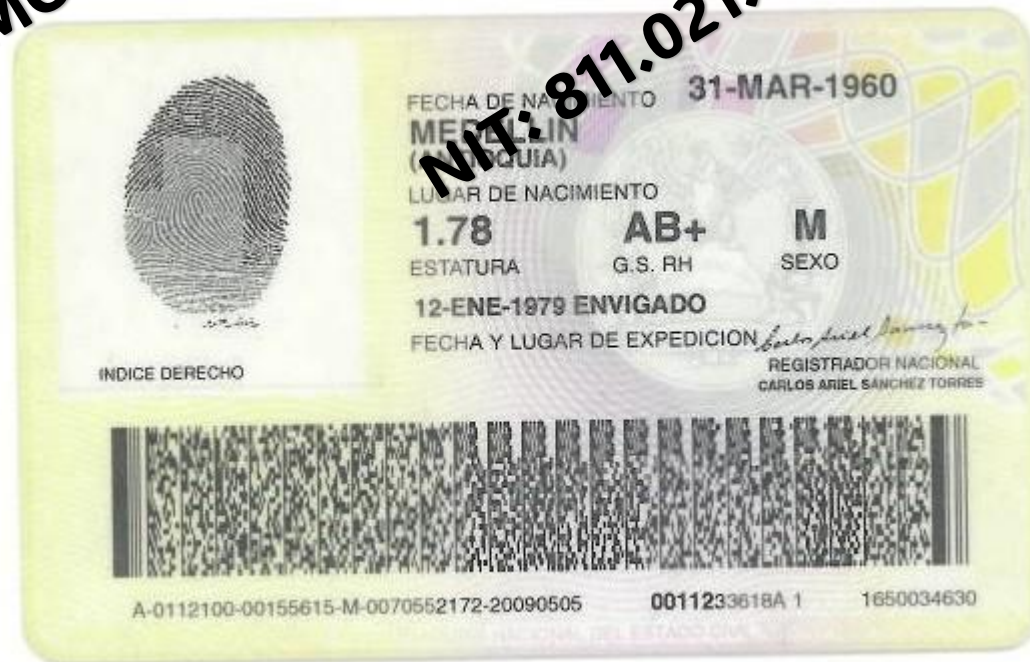 NIT: 811.021.
FECHA DE NACIMIENTO 31-MAR-1960
MEDELLIN
(ANTIOQUIA)
LUGAR DE NACIMIENTO
1.78 AB+ M
ESTATURA G.S. RH SEXO
12-ENE-1979 ENVIGADO
FECHA Y LUGAR DE EXPEDICION
REGISTRADOR NACIONAL
CARLOS ARIEL SANCHEZ TORRES
INDICE DERECHO
A-0112100-00155615-M-0070552172-20090505 0011233618A 1 1650034630